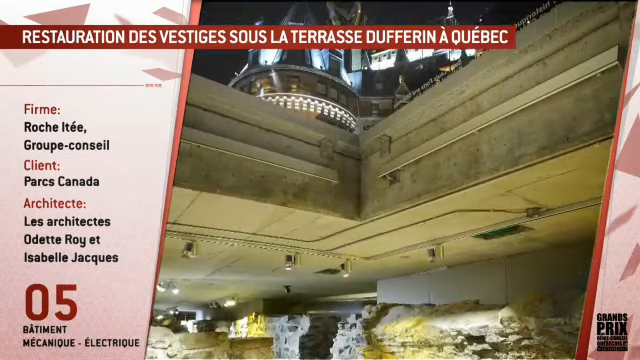 RESTAURATION DES VESTIGES SOUS LA TERRASSE DUFFERIN À QUÉBEC
Firme:
Roche ltée,
Groupe-conseil
Client:
Parcs Canada
Architecte:
Les architectes
Odette Roy et
Isabelle Jacques
05
BÂTIMENT
MÉCANIQUE - ÉLECTRIQUE
GRANDS
PRIX